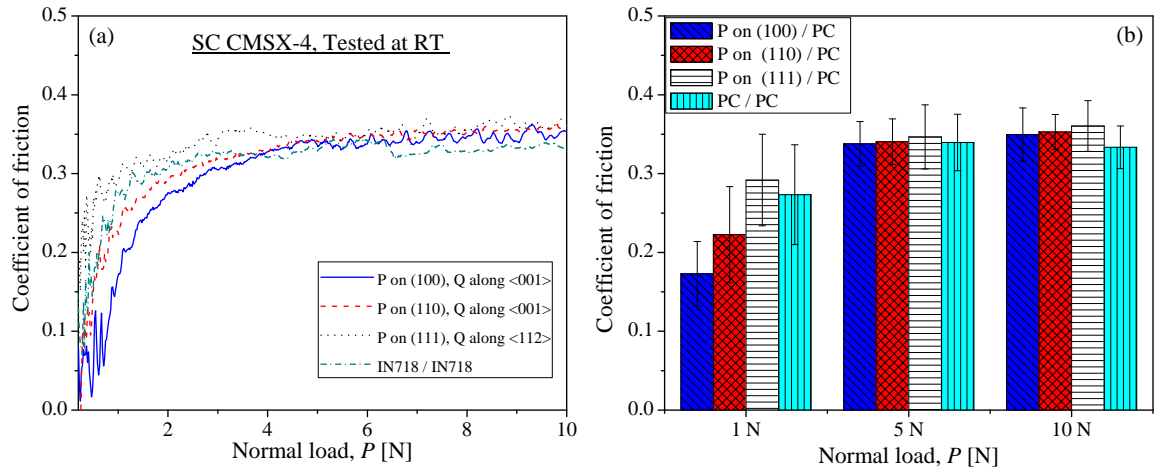 (a)
SC CMSX-4, Tested at RT
Coefficient of friction
0.5
0.4
0.3
0.2
0.1
0.0
P on (100), Q along <001>
P on (110), Q along <001>
P on (111), Q along <112>
IN718 / IN718
2
4
6
8
10
Normal load, P [N]
(b)
P on (100) / PC
P on (110) / PC
P on (111) / PC
PC / PC
Coefficient of friction
0.5
0.4
0.3
0.2
0.1
0.0
1 N
5 N
10 N
Normal load, P [N]